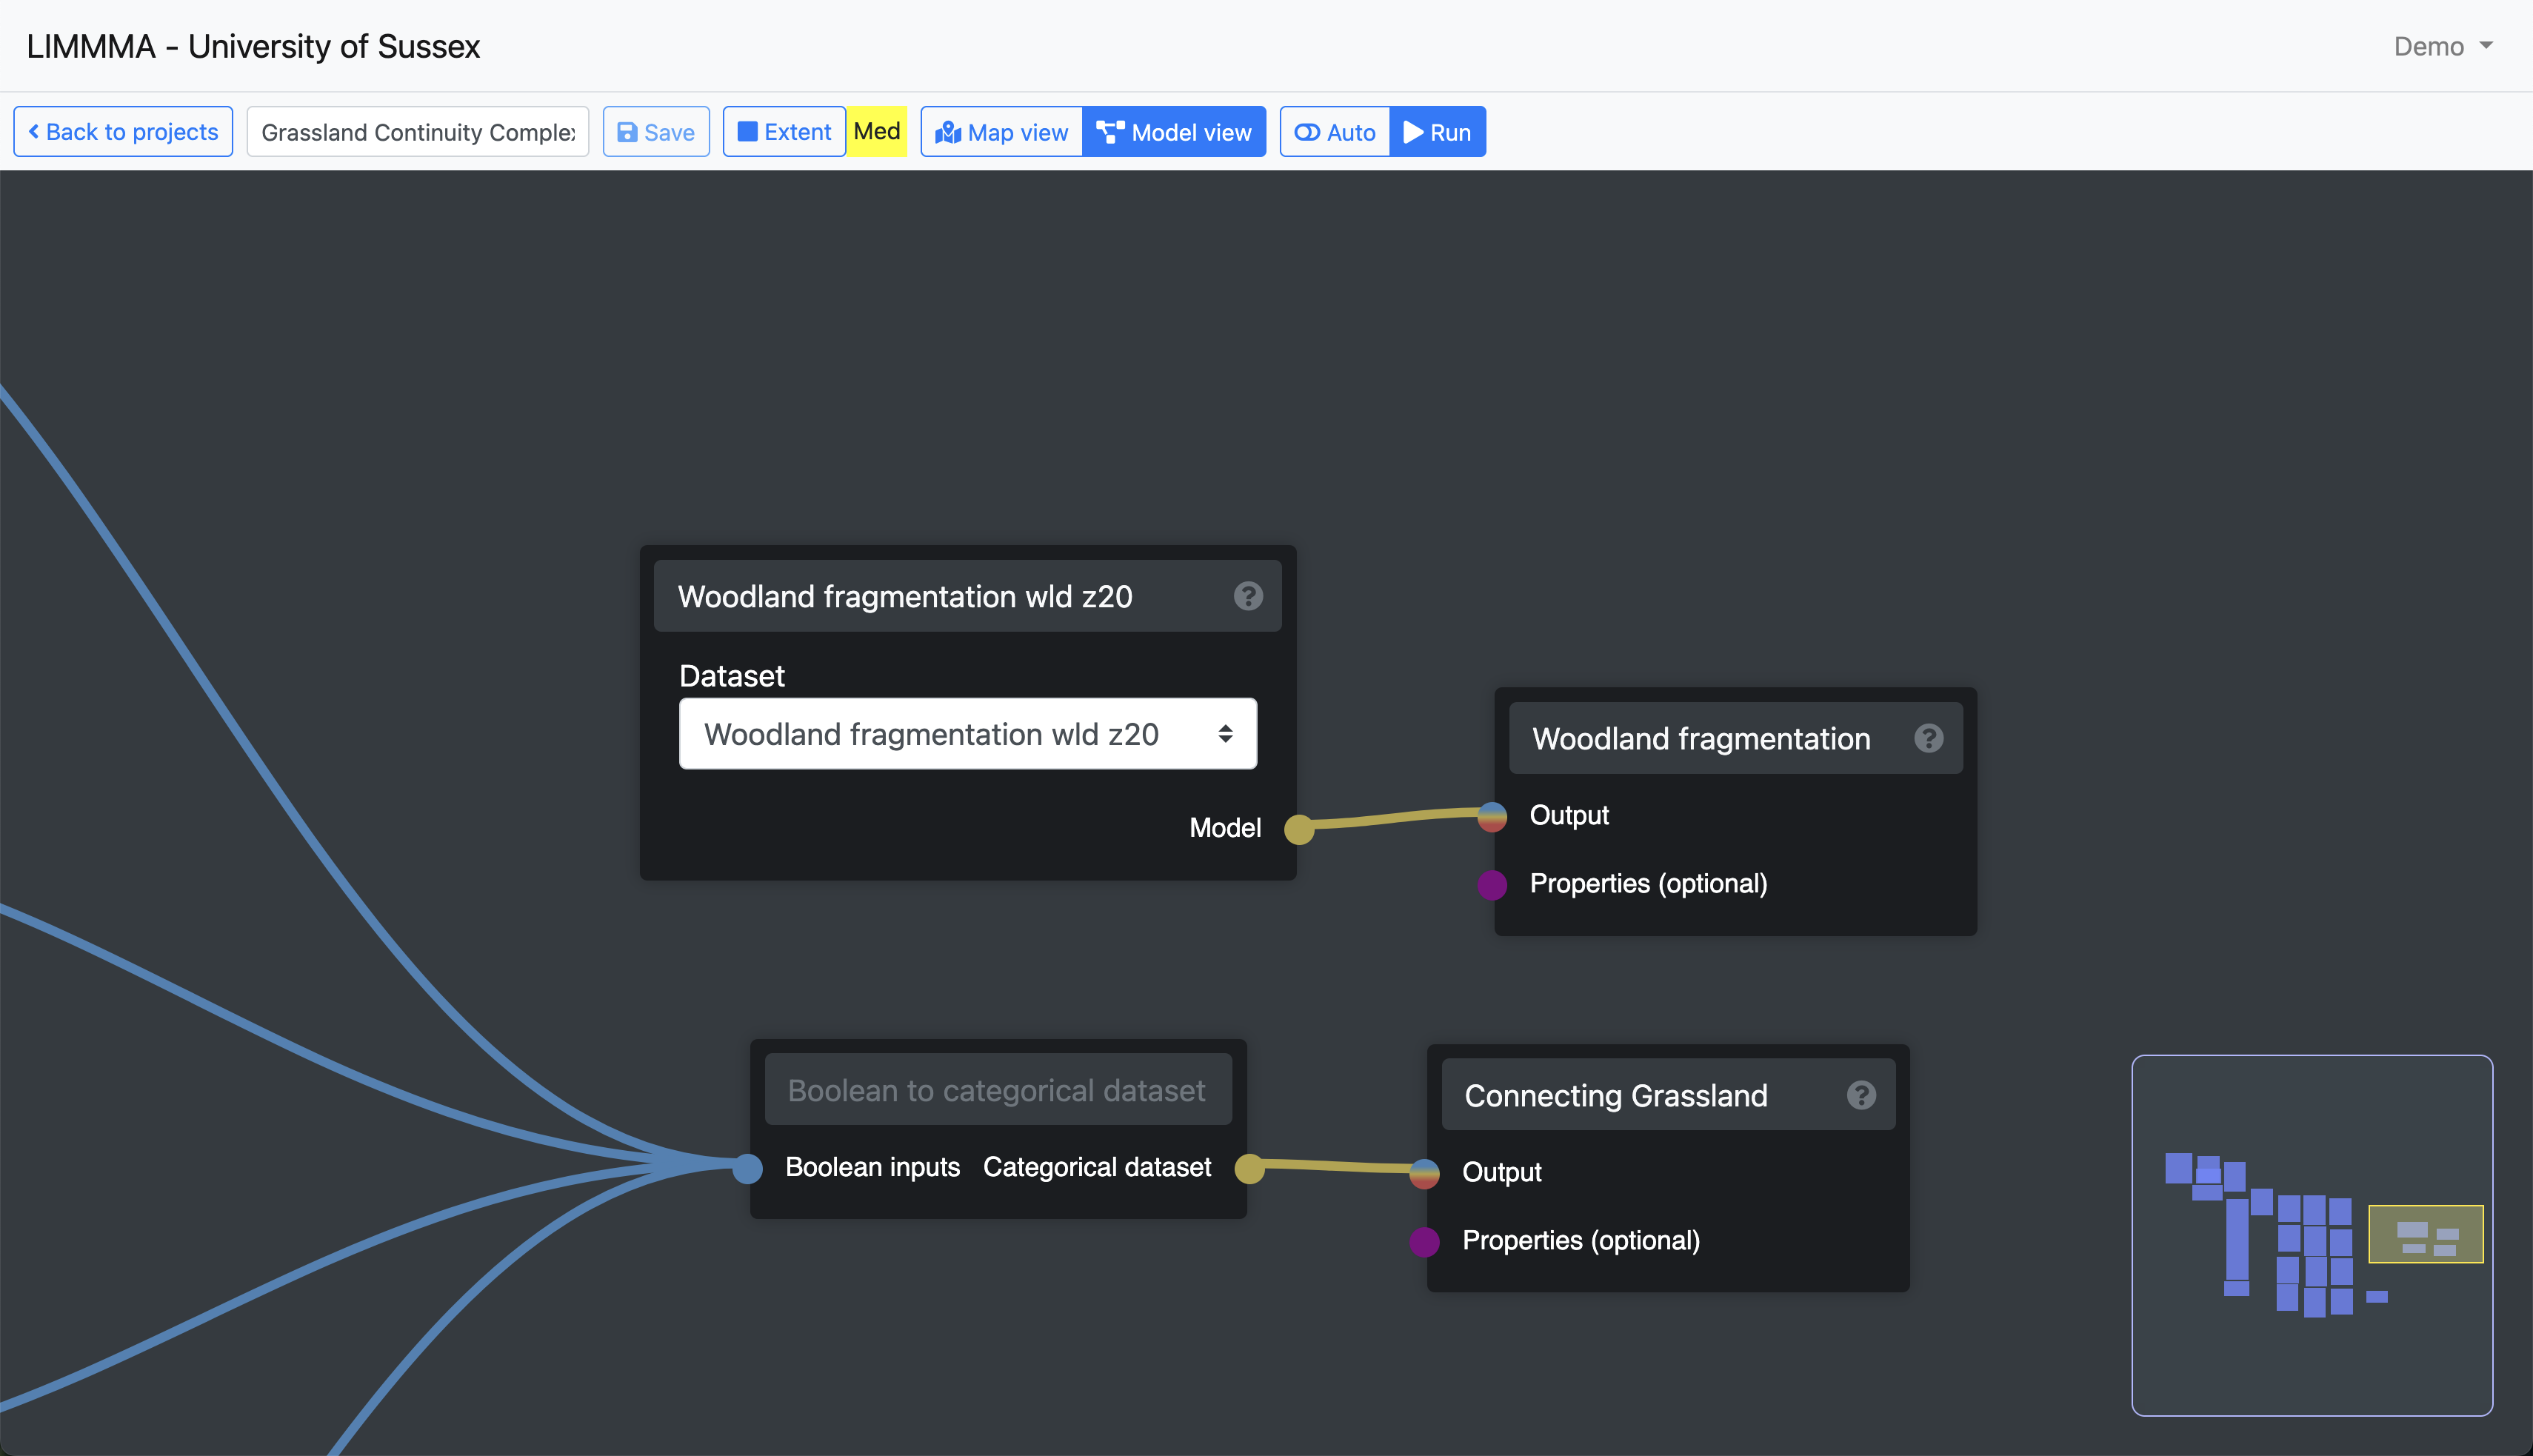 LIMMMA - University of Sussex
Demo
Back to projects
Grassland Continuity Complex
Save
Extent
Med
Map view
Model view
Auto
Run
Woodland fragmentation wld z20
Dataset
Woodland fragmentation wld z20
Model
Woodland fragmentation
Output
Properties (optional)
Boolean to categorical dataset
Boolean inputs
Categorical dataset
Connecting Grassland
Output
Properties (optional)